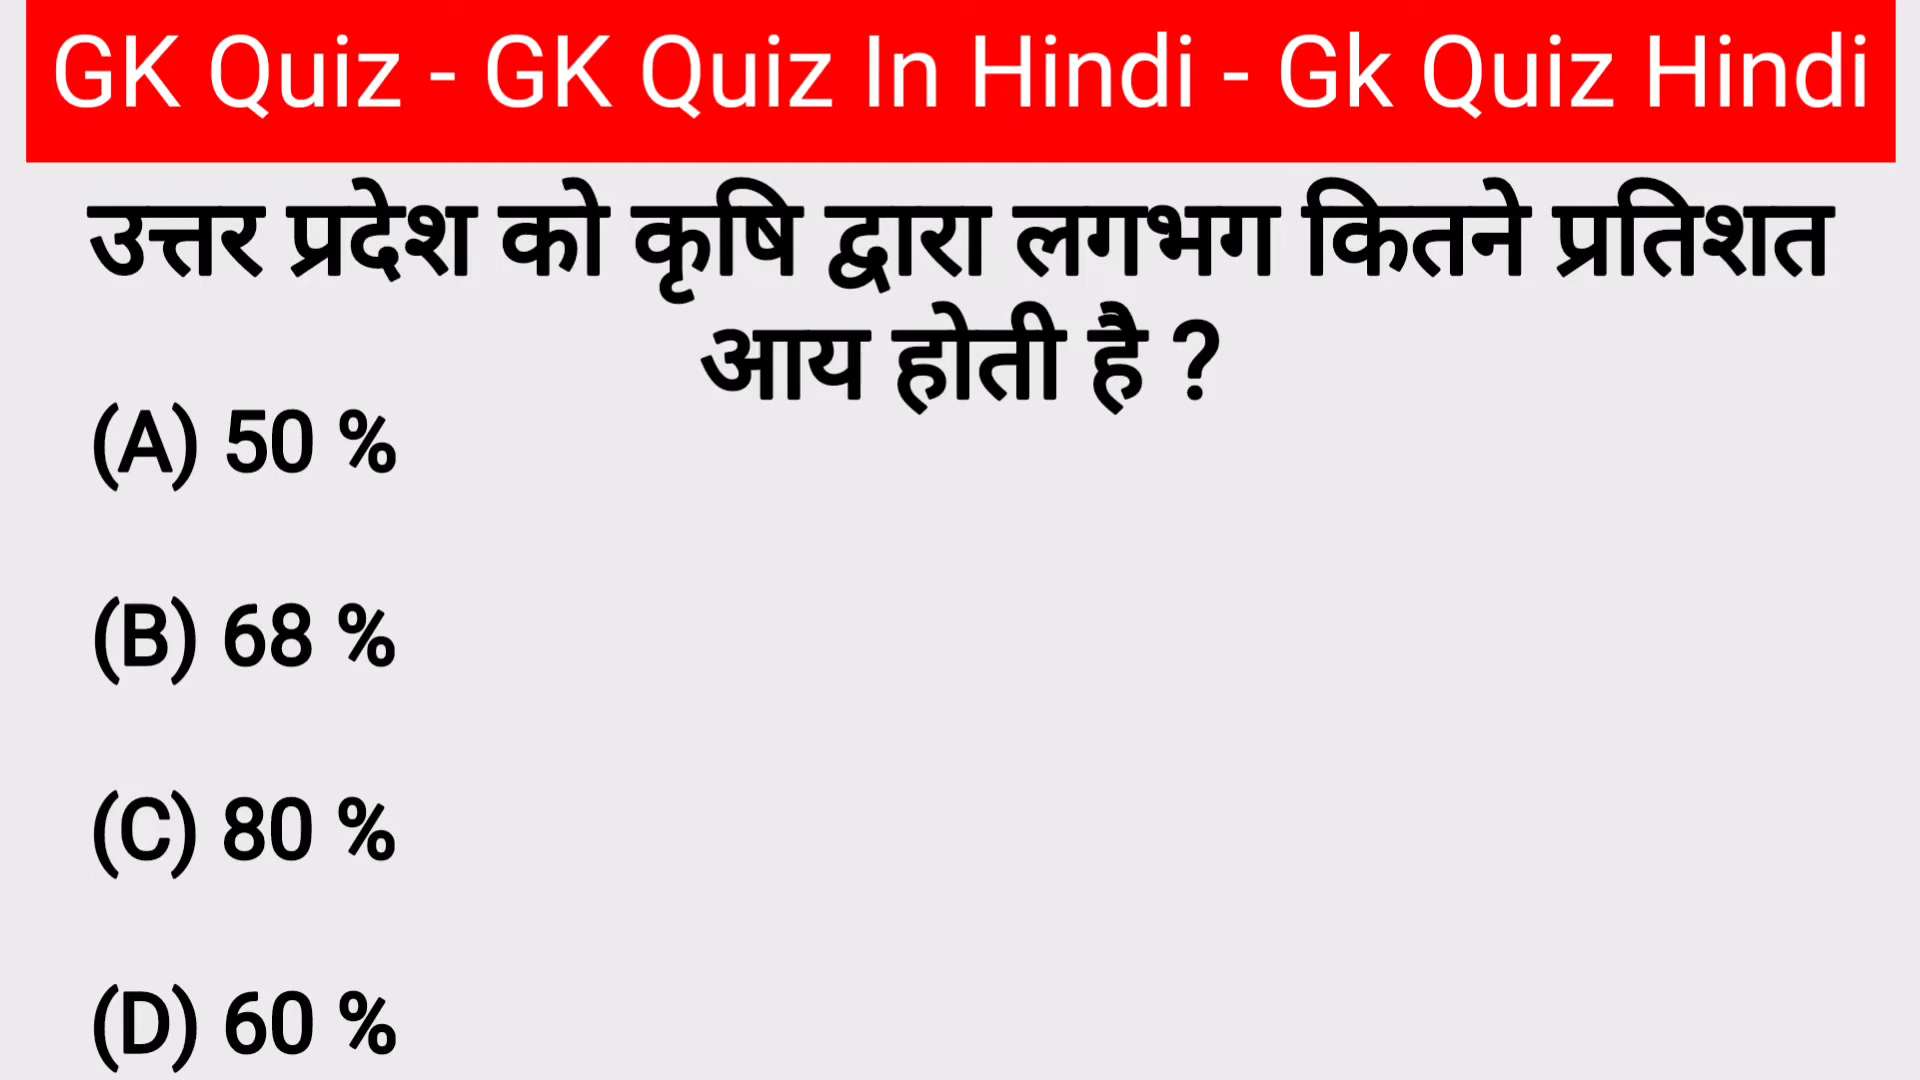 GK Quiz - GK Quiz In Hindi - Gk Quiz Hindi
उत्तर प्रदेश को कृषि द्वारा लगभग कितने प्रतिशत
आय होती है ?
(A) 50 %
(B) 68 %
(C) 80 %
(D) 60 %